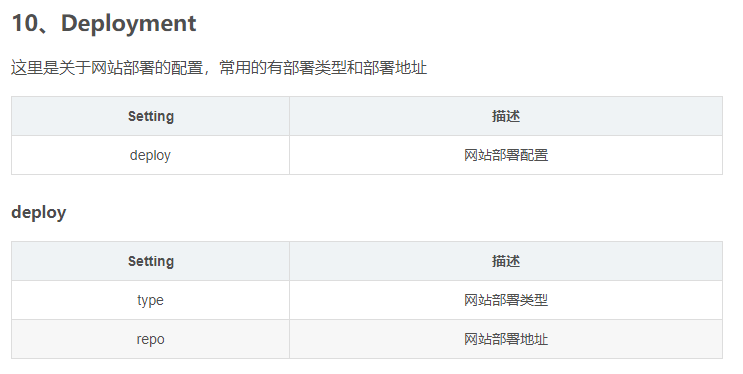 10、Deployment
这里是关于网站部署的配置，常用的有部署类型和部署地址
Setting 描述
deploy 网站部署配置
deploy
Setting 描述
type 网站部署类型
repo 网站部署地址